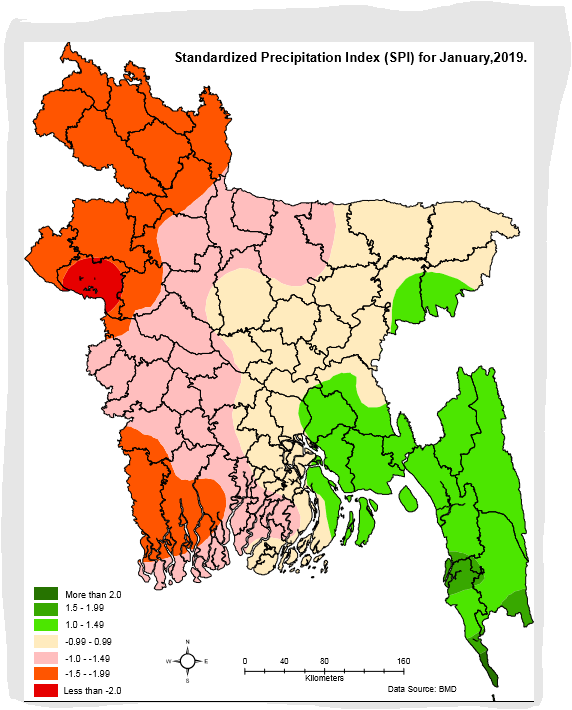 Standardized Precipitation Index (SPI) for January,2019.
More than 2.0
1.5 - 1.99
1.0 - 1.49
-0.99 - 0.99
-1.0 - -1.49
-1.5 - -1.99
Less than -2.0
N
W E
S
0 40 80 160
Kilometers
Data Source: BMD